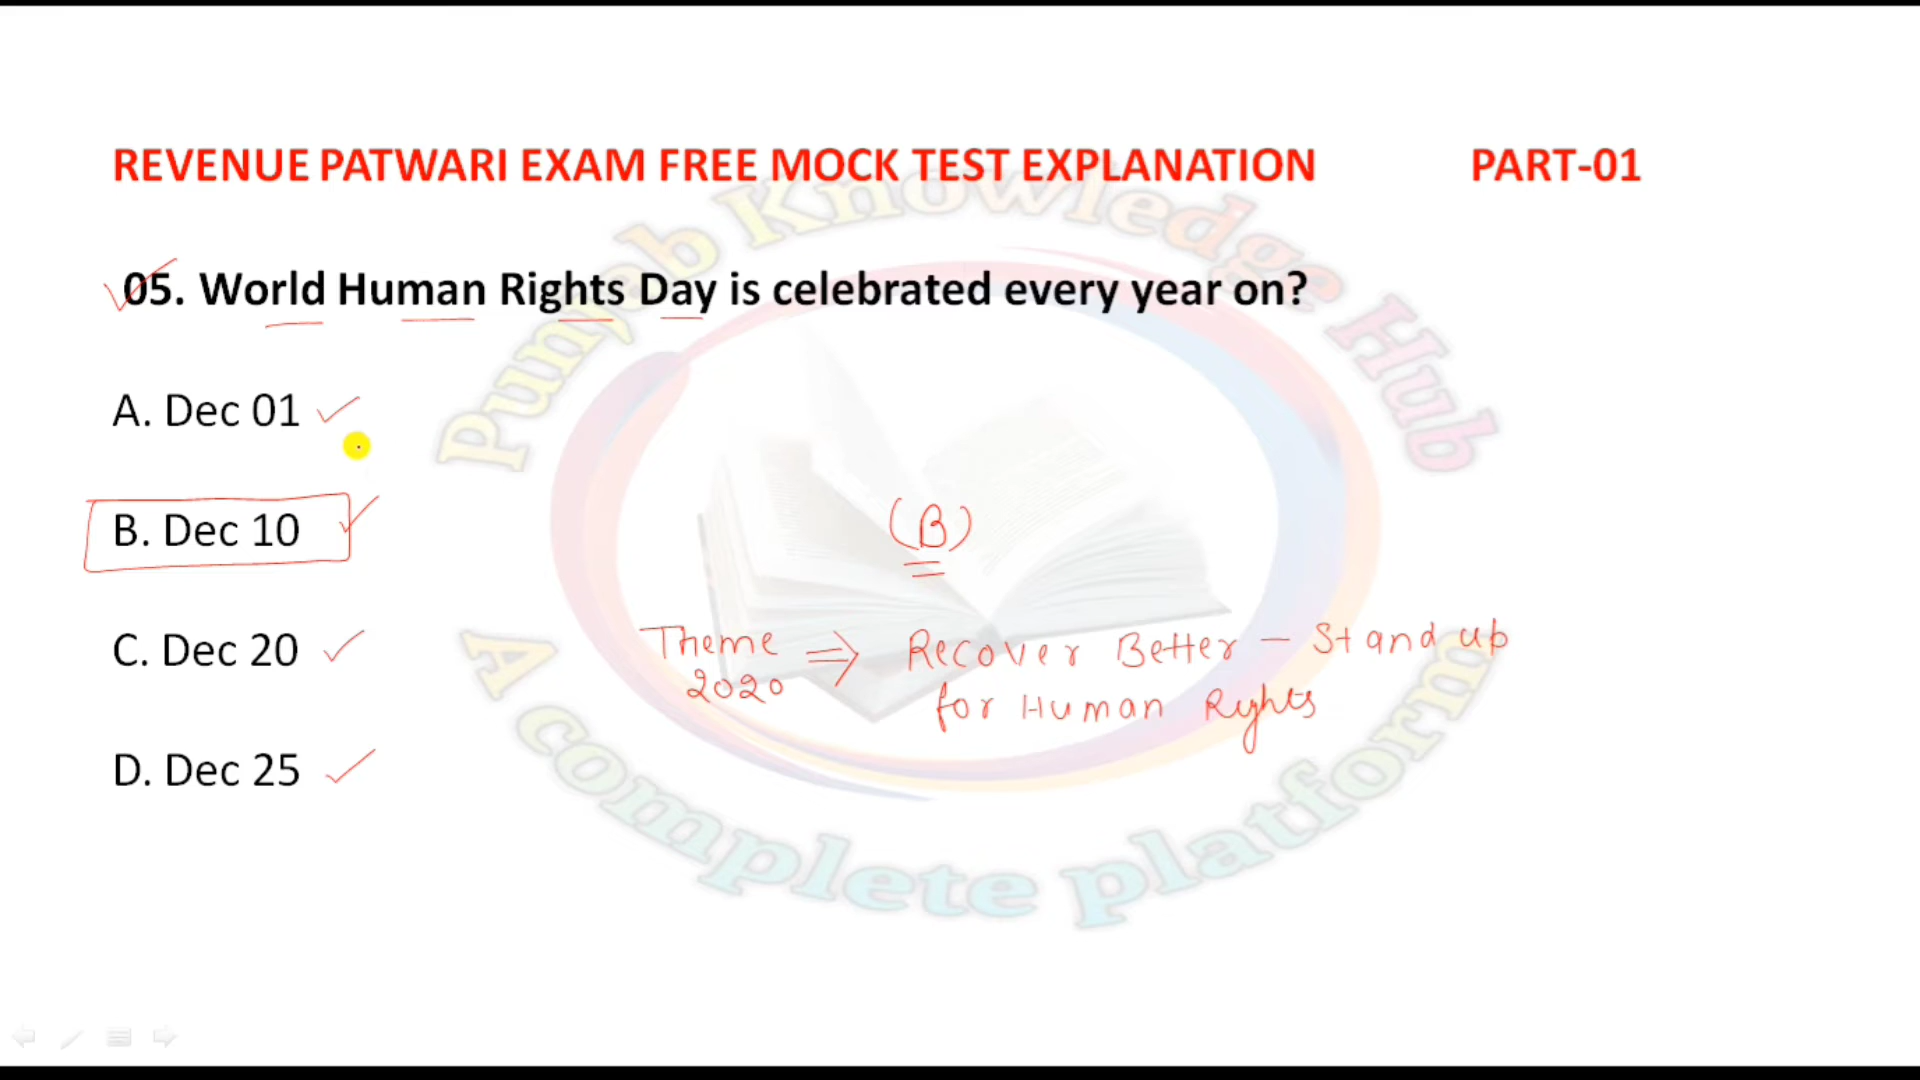 REVENUE PATWARI EXAM FREE MOCK TEST EXPLANATION PART-01
Punjab Knowledge Hub
05. World Human Rights Day is celebrated every year on?
A. Dec 01
B. Dec 10
(B)
C. Dec 20
Theme 2020 ⇒ Recover Better - Stand up
for Human Rights
D. Dec 25
A complete platform